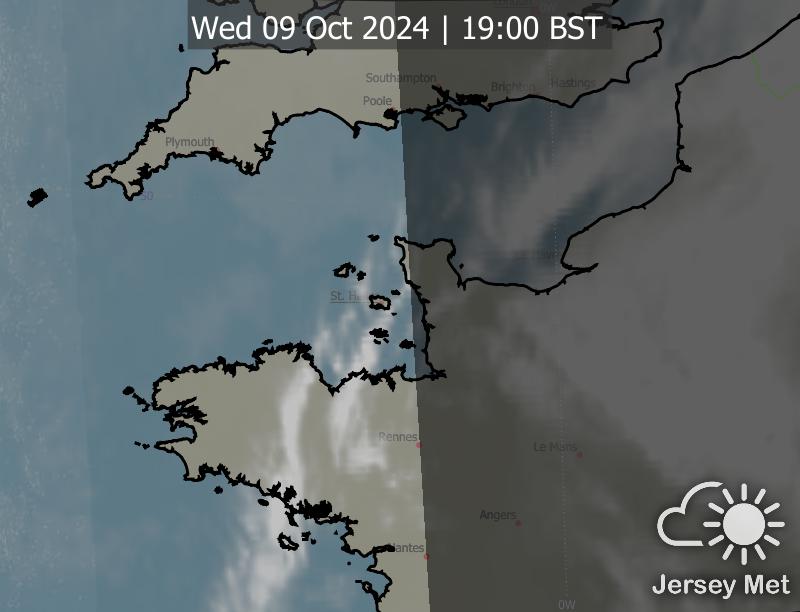 London
Wed 09 Oct 2024 | 19:00 BST
Southampton
Brighton
Hastings
Poole
Plymouth
50
St. H
Rennes
Le Mans
Angers
Nantes
0W
Jersey Met